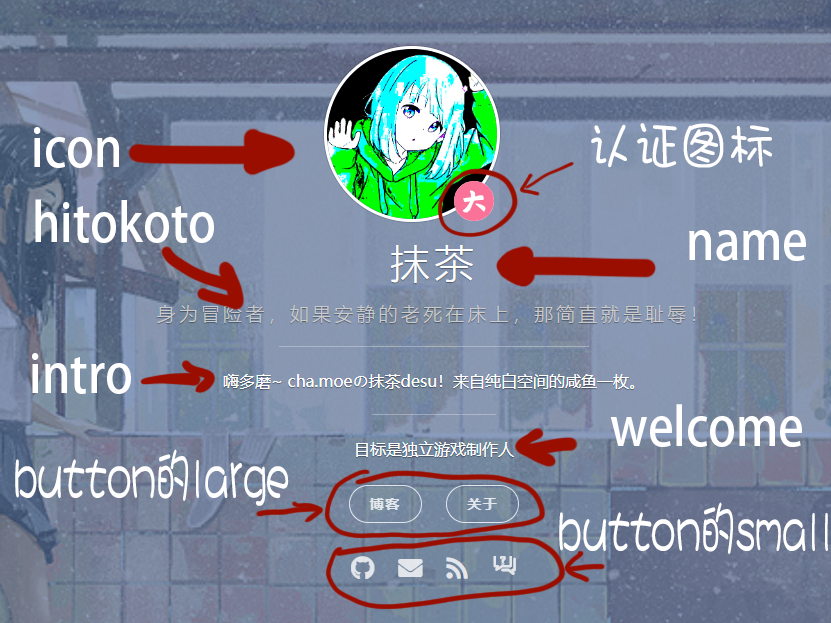 icon
认证图标
大
hitokoto
name
抹茶
身为冒险者，如果安静的老死在床上，那简直就是耻辱！
intro
嗨多磨~ cha.moeの抹茶desu！来自纯白空间的咸鱼一枚。
welcome
目标是独立游戏制作人
button的large
博客
关于
button的small